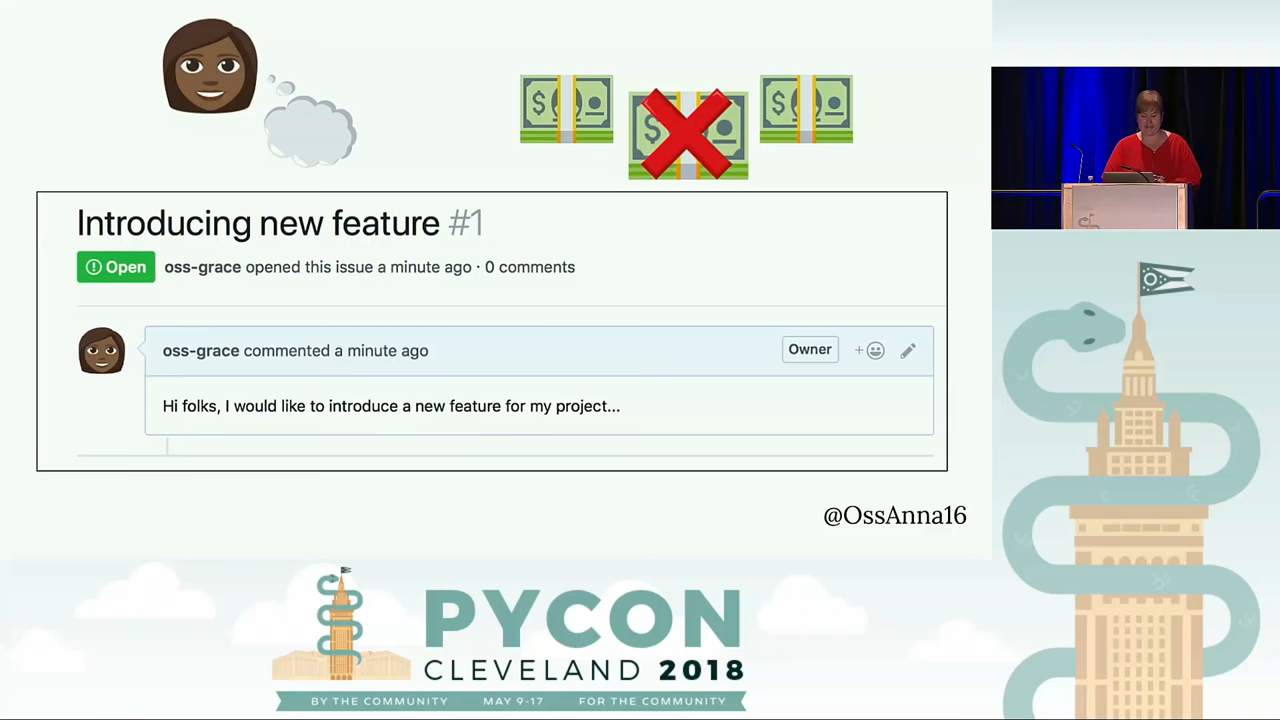 Introducing new feature #1
Open oss-grace opened this issue a minute ago · 0 comments
oss-grace commented a minute ago Owner
Hi folks, I would like to introduce a new feature for my project...
@OssAnna16
PYCON
CLEVELAND 2018
BY THE COMMUNITY MAY 9-17 FOR THE COMMUNITY